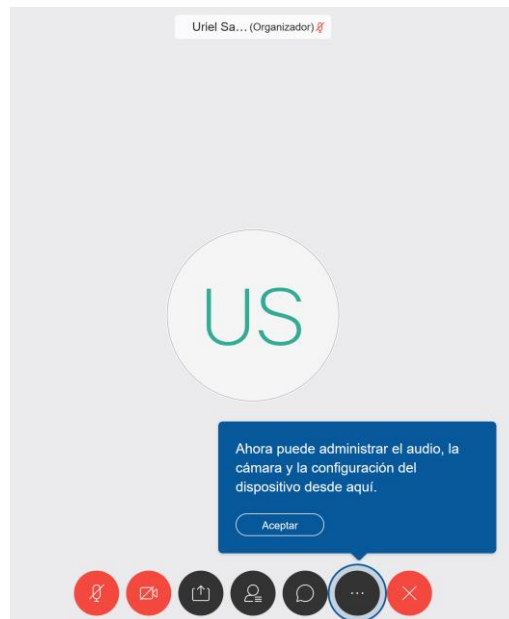 Uriel Sa... (Organizador)
US
Ahora puede administrar el audio, la
cámara y la configuración del
dispositivo desde aquí.
Aceptar